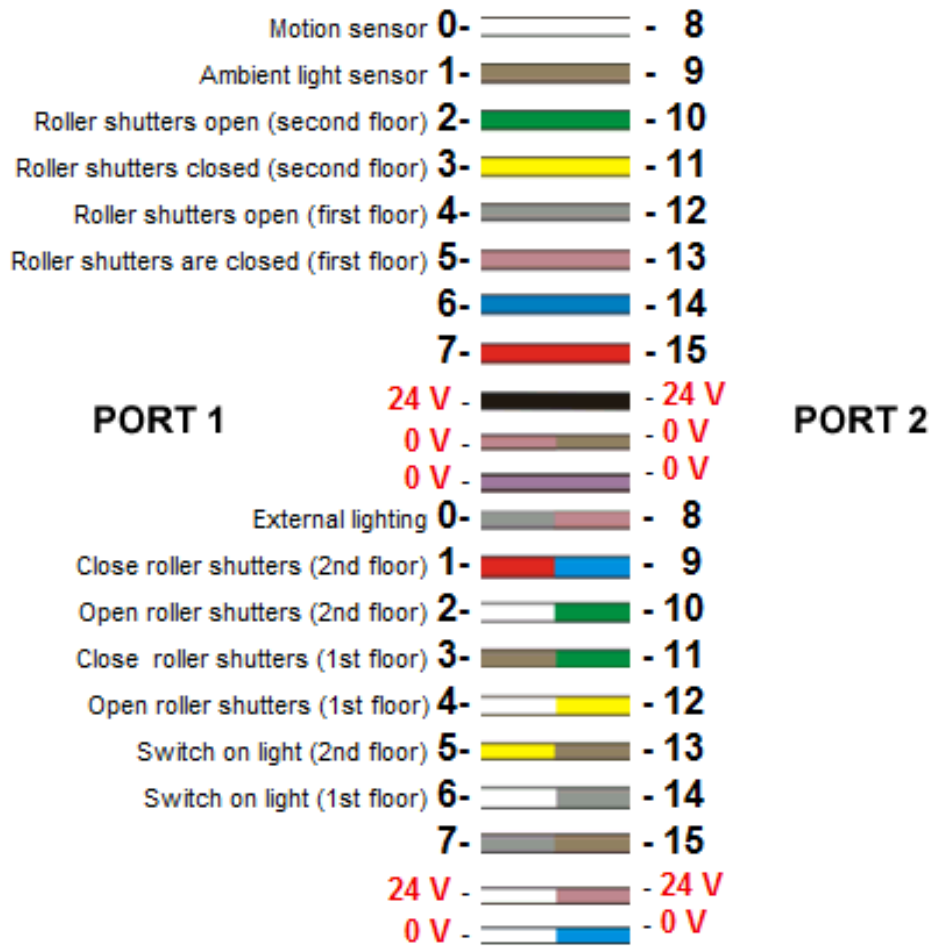 Motion sensor 0- - 8
Ambient light sensor 1- - 9
Roller shutters open (second floor) 2- - 10
Roller shutters closed (second floor) 3- - 11
Roller shutters open (first floor) 4- - 12
Roller shutters are closed (first floor) 5- - 13
6- - 14
7- - 15
24 V - - 24 V
PORT 1
PORT 2
0 V - - 0 V
0 V - - 0 V
External lighting 0- - 8
Close roller shutters (2nd floor) 1- - 9
Open roller shutters (2nd floor) 2- - 10
Close roller shutters (1st floor) 3- - 11
Open roller shutters (1st floor) 4- - 12
Switch on light (2nd floor) 5- - 13
Switch on light (1st floor) 6- - 14
7- - 15
24 V - - 24 V
0 V - - 0 V